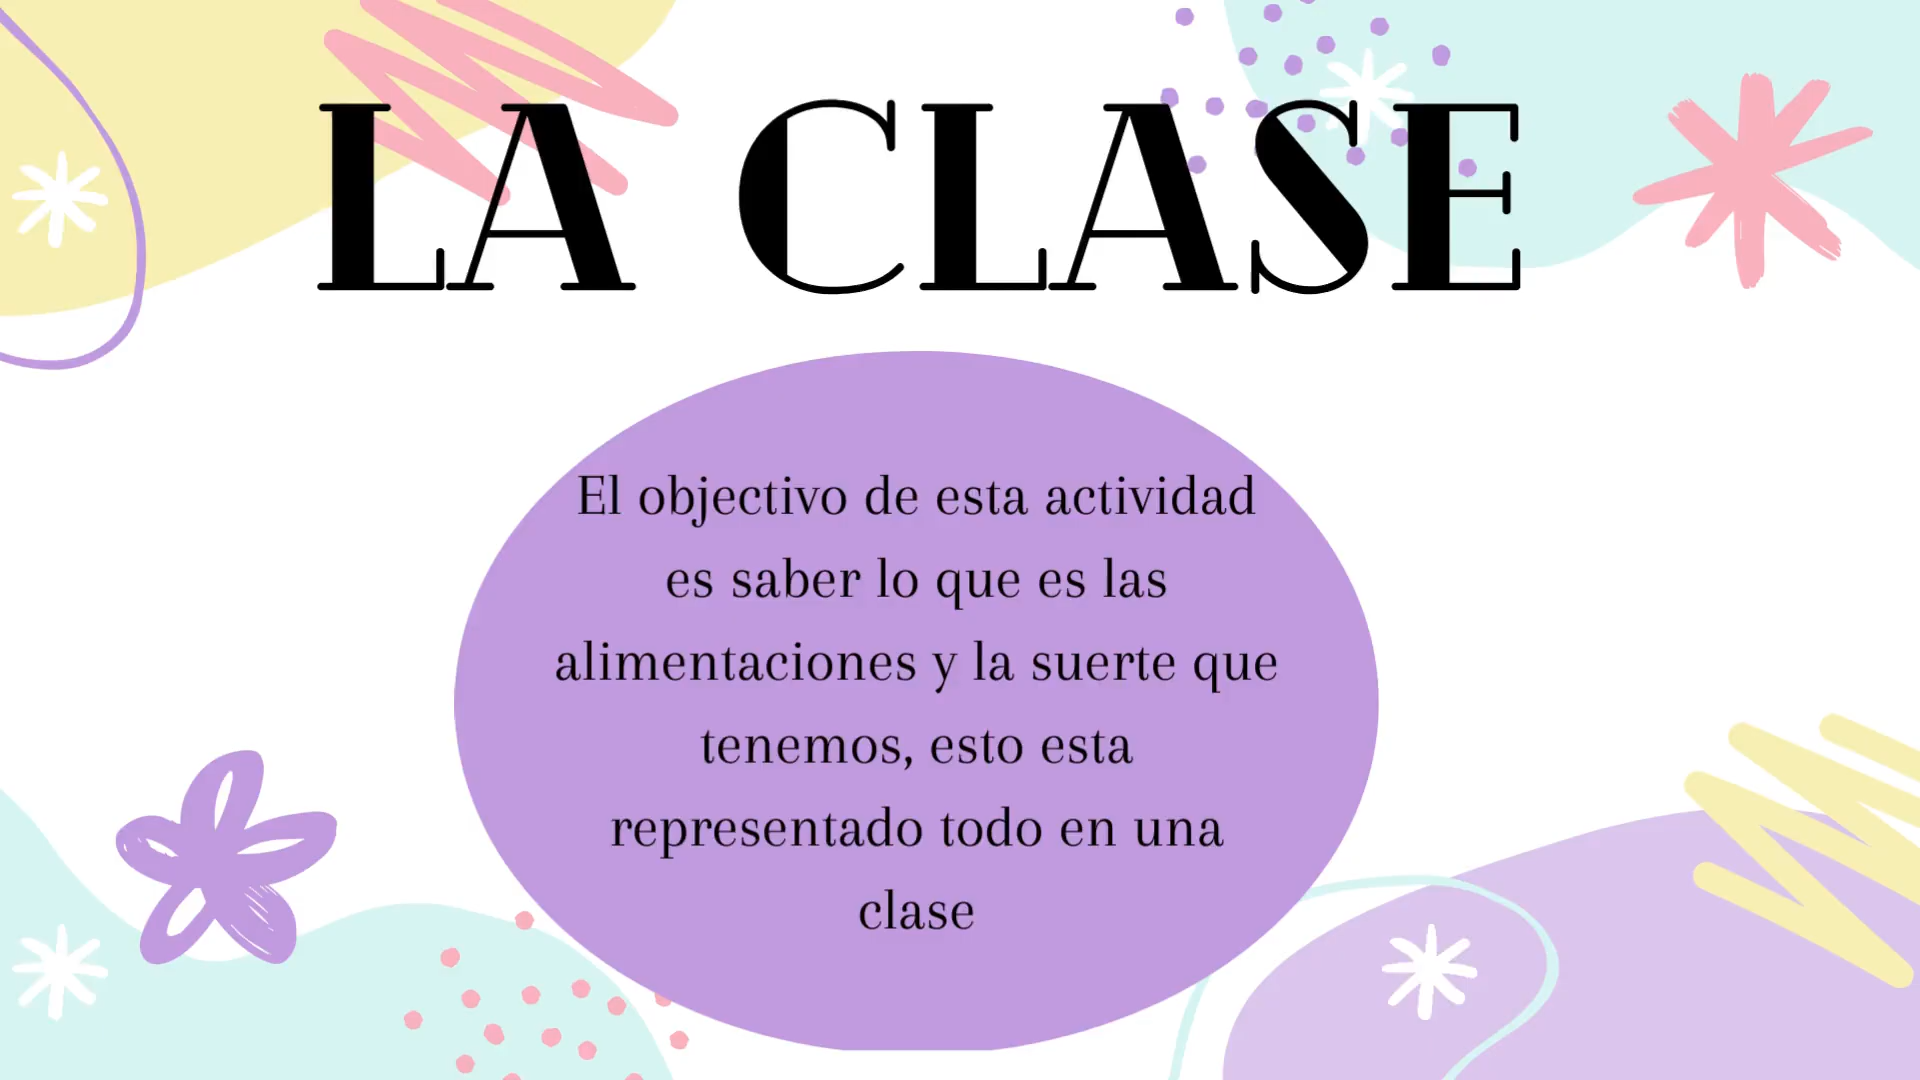 LA CLASE
El objectivo de esta actividad
es saber lo que es las
alimentaciones y la suerte que
tenemos, esto esta
representado todo en una
clase